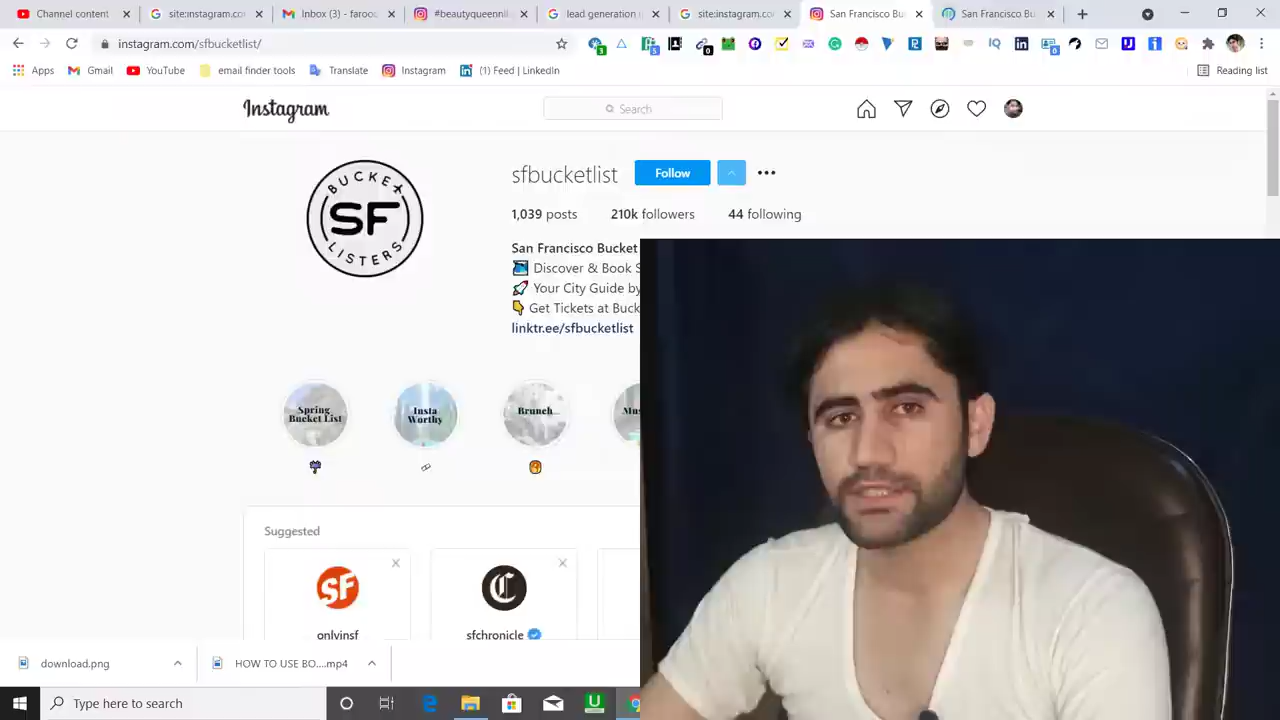 Channel content
site:instagram.co
Inbox (3) - faroo
#beautyqueennil
lead generation
site:instagram.c
San Francisco Bu
San Francisco Bu
instagram.com/sfbucketlist/
Apps
Gmail
YouTube
email finder tools
Translate
Instagram
(1) Feed | LinkedIn
Reading list
Instagram
Search
BUCKET
SF
LISTERS
sfbucketlist
Follow
1,039 posts
210k followers
44 following
San Francisco Bucket
Discover & Book S
Your City Guide by
Get Tickets at Buck
linktr.ee/sfbucketlist
Spring
Bucket List
Insta
Worthy
Brunch
Mus
Suggested
SF
C
onlyinsf
sfchronicle
download.png
HOW TO USE BO....mp4
Type here to search